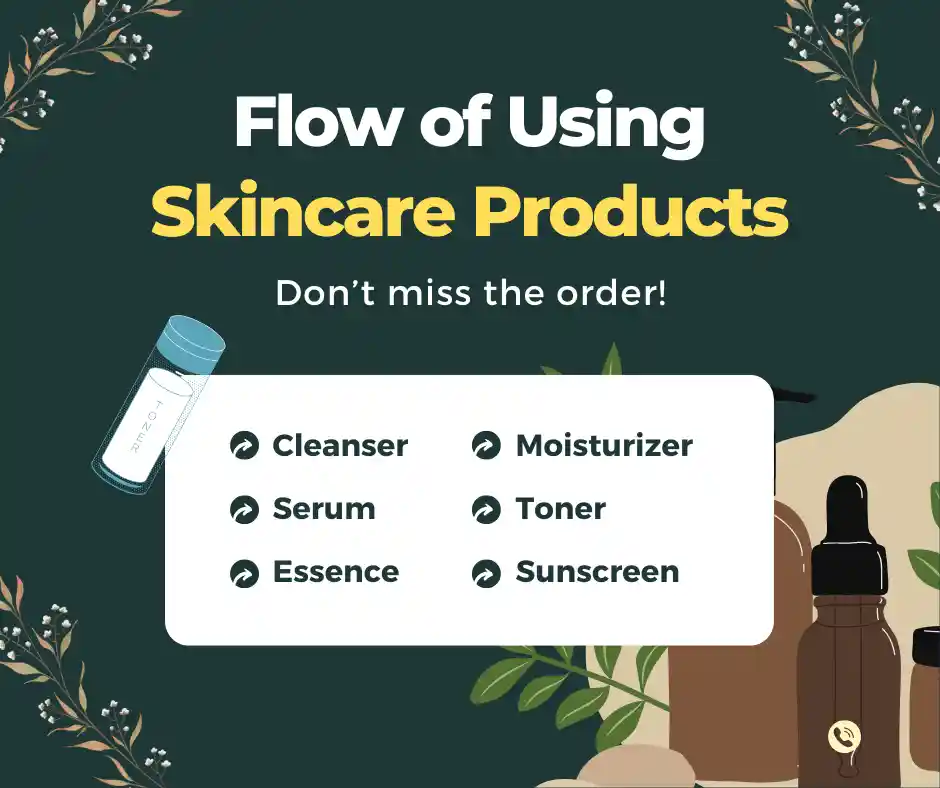 Flow of Using
Skincare Products
Don't miss the order!
TONER
Cleanser
Serum
Essence
Moisturizer
Toner
Sunscreen